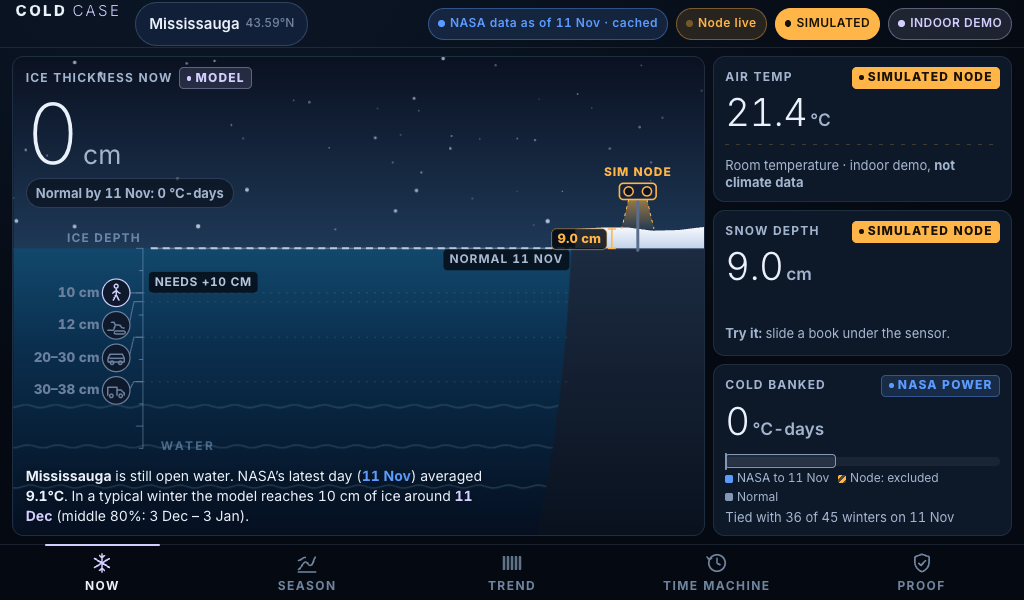 COLD CASE
Mississauga 43.59°N
NASA data as of 11 Nov · cached
Node live
SIMULATED
INDOOR DEMO
ICE THICKNESS NOW
MODEL
0 cm
Normal by 11 Nov: 0 °C-days
ICE DEPTH
SIM NODE
9.0 cm
NORMAL 11 NOV
NEEDS +10 CM
10 cm
12 cm
20–30 cm
30–38 cm
WATER
Mississauga is still open water. NASA's latest day (11 Nov) averaged
9.1°C. In a typical winter the model reaches 10 cm of ice around 11
Dec (middle 80%: 3 Dec – 3 Jan).
AIR TEMP
SIMULATED NODE
21.4 °C
Room temperature · indoor demo, not
climate data
SNOW DEPTH
SIMULATED NODE
9.0 cm
Try it: slide a book under the sensor.
COLD BANKED
NASA POWER
0 °C-days
NASA to 11 Nov
Node: excluded
Normal
Tied with 36 of 45 winters on 11 Nov
NOW
SEASON
TREND
TIME MACHINE
PROOF